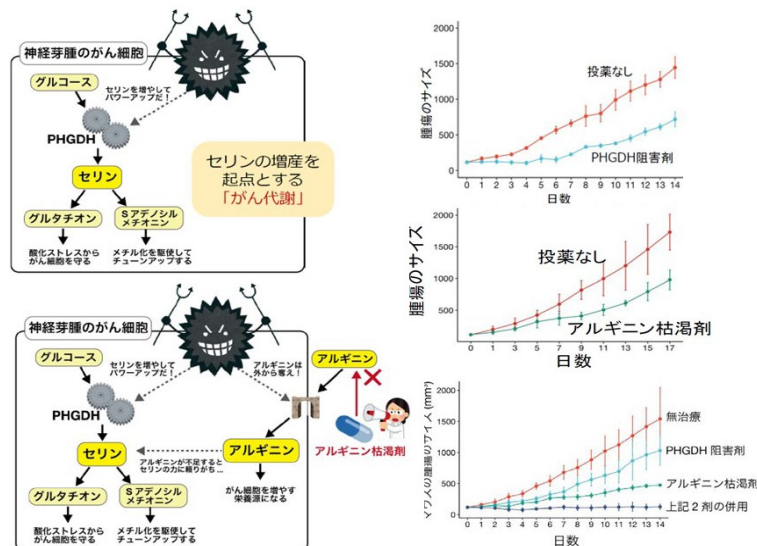 神経芽腫のがん細胞
グルコース
セリンを増やして
パワーアップだ！
PHGDH
セリン
グルタチオン
Sアデノシル
メチオニン
酸化ストレスから
がん細胞を守る
メチル化を駆使して
チューンアップする
セリンの増産を
起点とする
「がん代謝」
腫瘍のサイズ
1500
1000
500
投薬なし
PHGDH阻害剤
0 1 2 3 4 5 6 7 8 9 10 11 12 13 14
日数
腫瘍のサイズ
2000
1500
1000
500
投薬なし
アルギニン枯渇剤
0 1 3 5 6 7 9 11 13 15 17
日数
神経芽腫のがん細胞
グルコース
セリンを増やして
パワーアップだ！
アルギニンは
外から奪え！
アルギニン
PHGDH
アルギニン枯渇剤
セリン
アルギニンが不足すると
セリンの力に頼りがち…
アルギニン
グルタチオン
Sアデノシル
メチオニン
がん細胞を増やす
栄養源になる
酸化ストレスから
がん細胞を守る
メチル化を駆使して
チューンアップする
マウスの腫瘍のサイズ (mm³)
2000
1500
1000
500
0
無治療
PHGDH 阻害剤
アルギニン枯渇剤
上記2剤の併用
0 1 2 3 4 5 6 7 8 9 10 11 12 13 14
日数